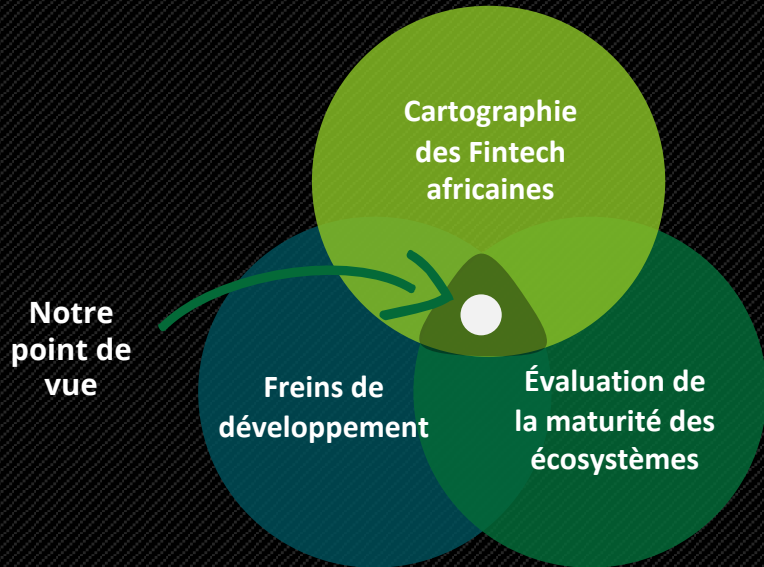 Cartographie
des Fintech
africaines
Notre
point de
vue
Freins de
développement
Évaluation de
la maturité des
écosystèmes